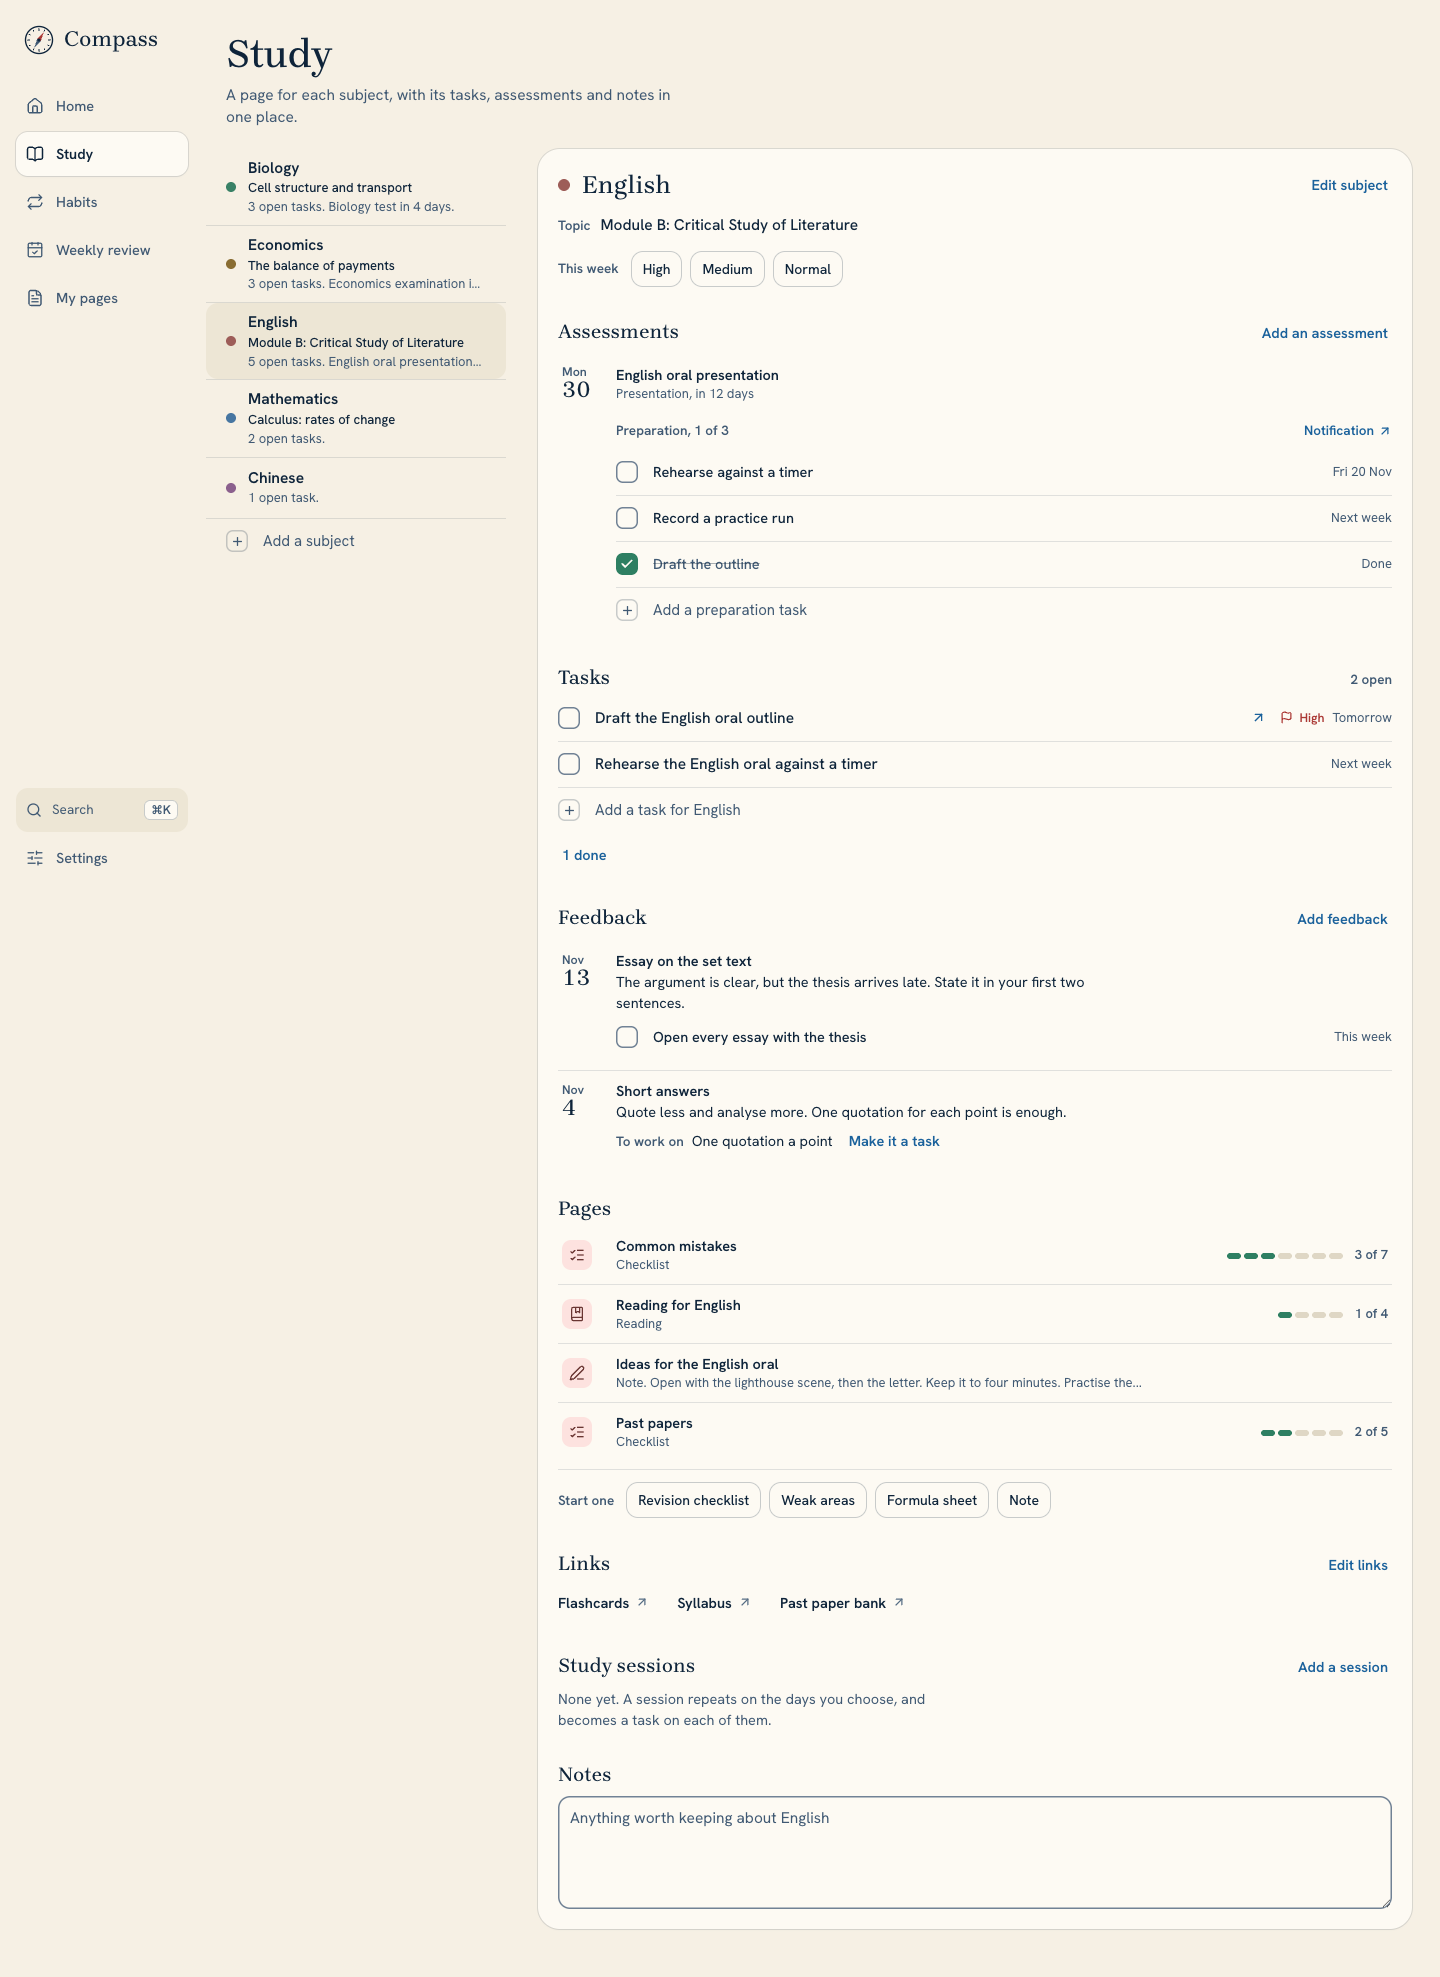 Compass
Home
Study
Habits
Weekly review
My pages
Search
⌘K
Settings
Study
A page for each subject, with its tasks, assessments and notes in
one place.
Biology
Cell structure and transport
3 open tasks. Biology test in 4 days.
Economics
The balance of payments
3 open tasks. Economics examination i...
English
Module B: Critical Study of Literature
5 open tasks. English oral presentation...
Mathematics
Calculus: rates of change
2 open tasks.
Chinese
1 open task.
Add a subject
English
Edit subject
Topic Module B: Critical Study of Literature
This week High Medium Normal
Assessments
Add an assessment
Mon
30
English oral presentation
Presentation, in 12 days
Preparation, 1 of 3
Notification
Rehearse against a timer
Fri 20 Nov
Record a practice run
Next week
Draft the outline
Done
Add a preparation task
Tasks
2 open
Draft the English oral outline
High Tomorrow
Rehearse the English oral against a timer
Next week
Add a task for English
1 done
Feedback
Add feedback
Nov
13
Essay on the set text
The argument is clear, but the thesis arrives late. State it in your first two
sentences.
Open every essay with the thesis
This week
Nov
4
Short answers
Quote less and analyse more. One quotation for each point is enough.
To work on One quotation a point Make it a task
Pages
Common mistakes
Checklist
3 of 7
Reading for English
Reading
1 of 4
Ideas for the English oral
Note. Open with the lighthouse scene, then the letter. Keep it to four minutes. Practise the...
Past papers
Checklist
2 of 5
Start one Revision checklist Weak areas Formula sheet Note
Links
Edit links
Flashcards Syllabus Past paper bank
Study sessions
Add a session
None yet. A session repeats on the days you choose, and
becomes a task on each of them.
Notes
Anything worth keeping about English